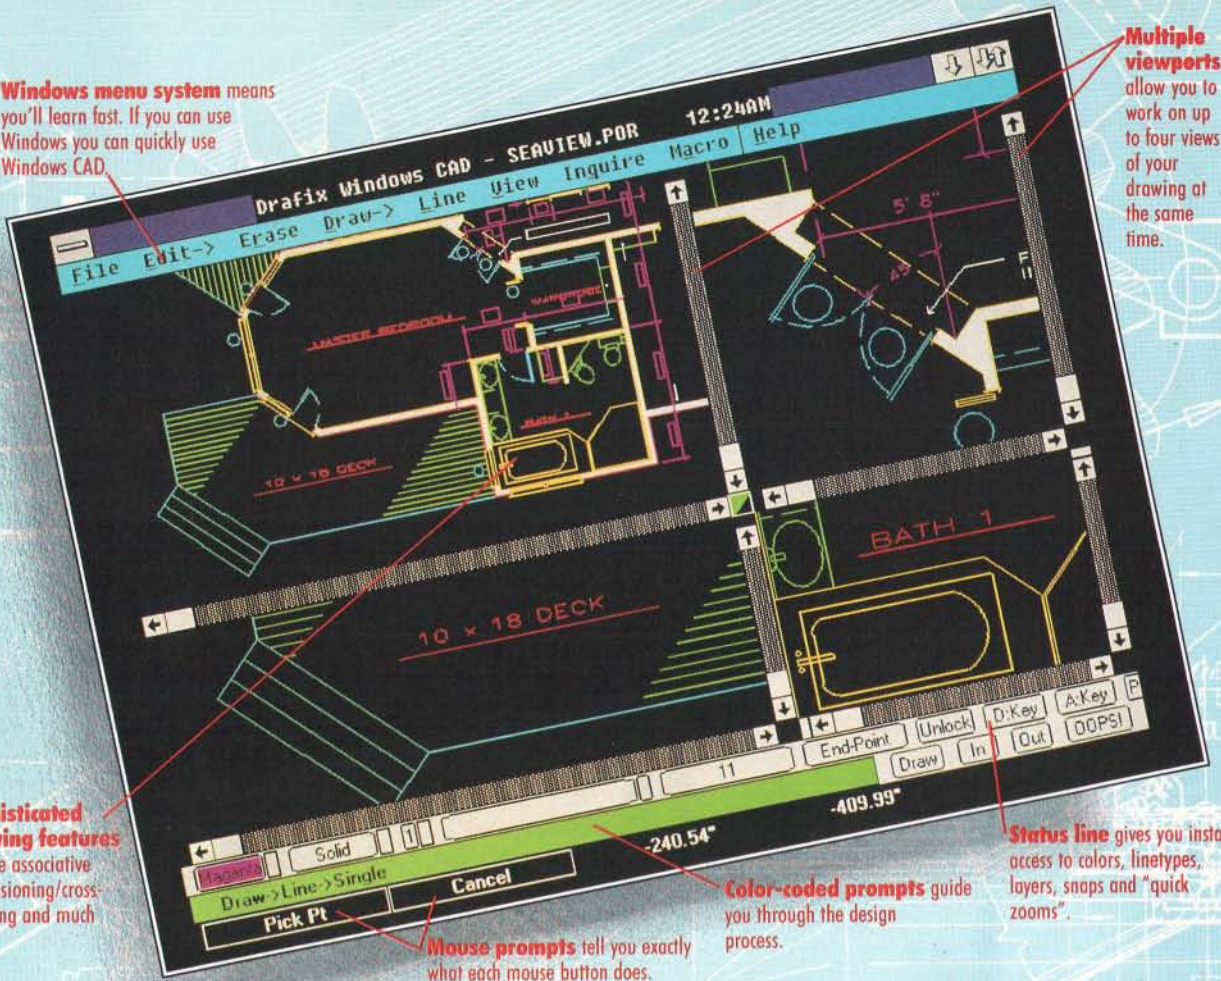 Windows menu system means
you'll learn fast. If you can use
Windows you can quickly use
Windows CAD.
Multiple
viewports
allow you to
work on up
to four views
of your
drawing at
the same
time.
Drafix Windows CAD - SEAVIEW.POR 12:24AM
File Edit-> Erase Draw-> Line View Inquire Macro Help
MASTER BEDROOM
BATH 1
10 x 18 DECK
5' 8"
45
10 x 18 DECK
BATH 1
Magenta Solid 1 11 End-Point Unlock D:Key A:Key P
Draw In Out OOPS!
Draw->Line->Single
-240.54" -409.99"
Pick Pt Cancel
features
associative
and much
Mouse prompts tell you exactly
what each mouse button does.
Color-coded prompts guide
you through the design
process.
Status line gives you
access to colors, linetypes,
layers, snaps and "quick
zooms".